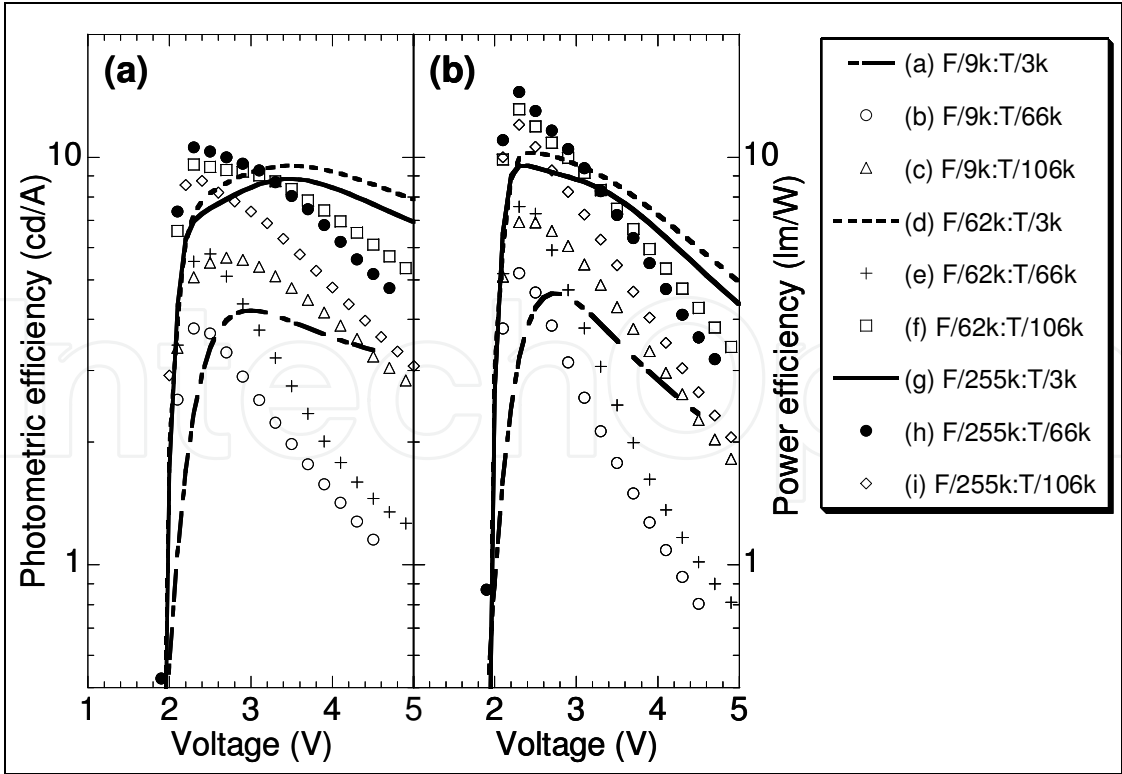 (a)
(b)
10
1
1
2
3
4
5
Voltage (V)
Photometric efficiency (cd/A)
10
1
2
3
4
5
Voltage (V)
Power efficiency (lm/W)
(a) F/9k:T/3k
(b) F/9k:T/66k
(c) F/9k:T/106k
(d) F/62k:T/3k
(e) F/62k:T/66k
(f) F/62k:T/106k
(g) F/255k:T/3k
(h) F/255k:T/66k
(i) F/255k:T/106k